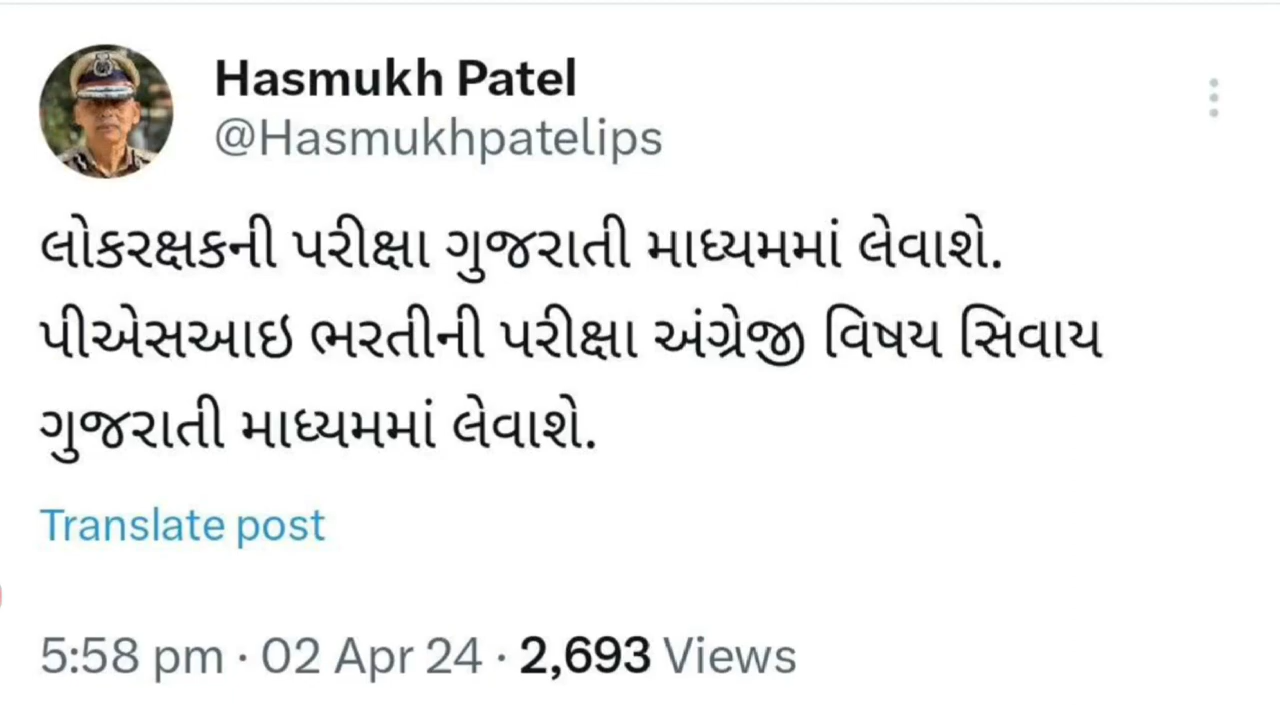 Hasmukh Patel
@Hasmukhpatelips
લોકરક્ષકની પરીક્ષા ગુજરાતી માધ્યમમાં લેવાશે.
પીએસઆઇ ભરતીની પરીક્ષા અંગ્રેજી વિષય સિવાય
ગુજરાતી માધ્યમમાં લેવાશે.
Translate post
5:58 pm · 02 Apr 24 · 2,693 Views